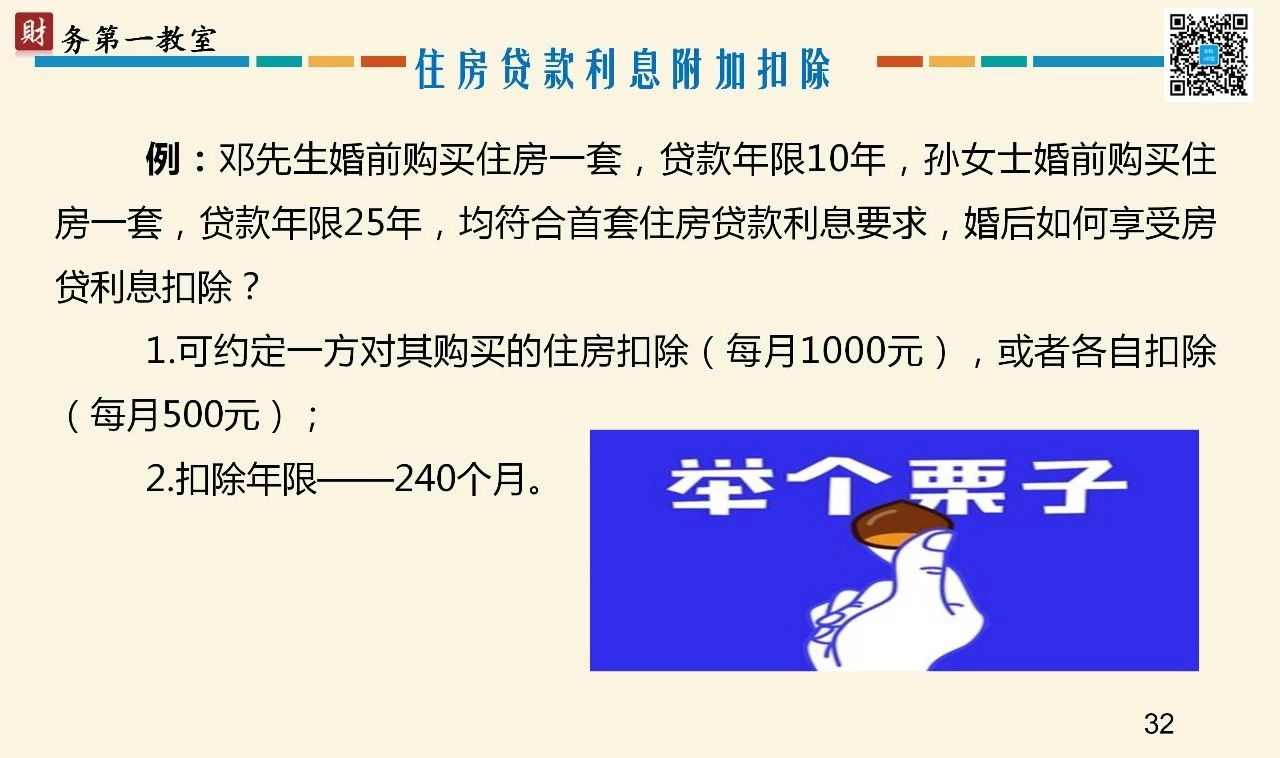 財 务第一教室
住房贷款利息附加扣除
例：邓先生婚前购买住房一套，贷款年限10年，孙女士婚前购买住
房一套，贷款年限25年，均符合首套住房贷款利息要求，婚后如何享受房
贷利息扣除？
1.可约定一方对其购买的住房扣除（每月1000元），或者各自扣除
（每月500元）；
2.扣除年限——240个月。
举个栗子
32